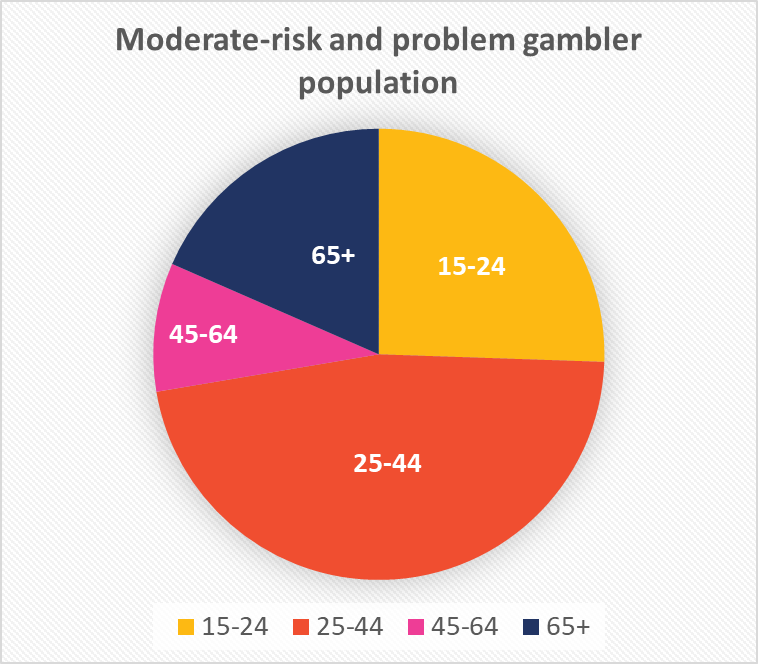 Moderate-risk and problem gambler
population
65+
15-24
45-64
25-44
15-24 25-44 45-64 65+